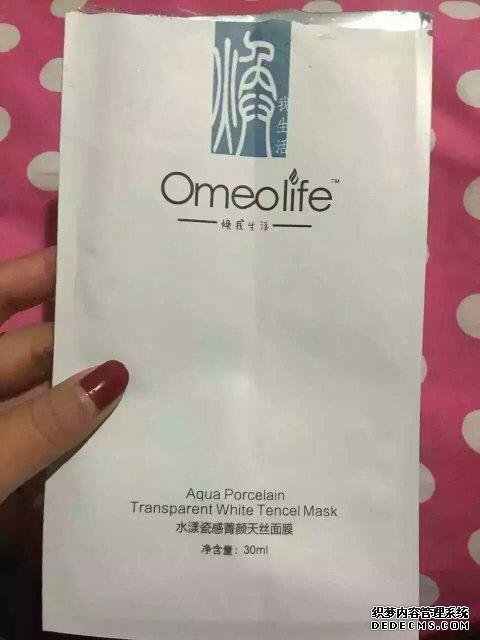 焕
我生活
Omeolife™
焕我生活
Aqua Porcelain
Transparent White Tencel Mask
水漾瓷感菁颜天丝面膜
净含量：30ml
织梦内容管理系统
DEDECMS.COM